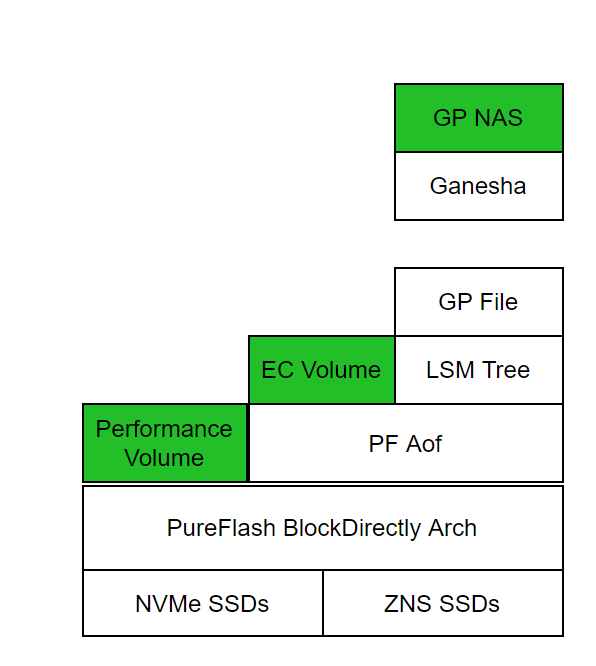 GP NAS
Ganesha
GP File
EC Volume
LSM Tree
Performance
Volume
PF Aof
PureFlash BlockDirectly Arch
NVMe SSDs
ZNS SSDs